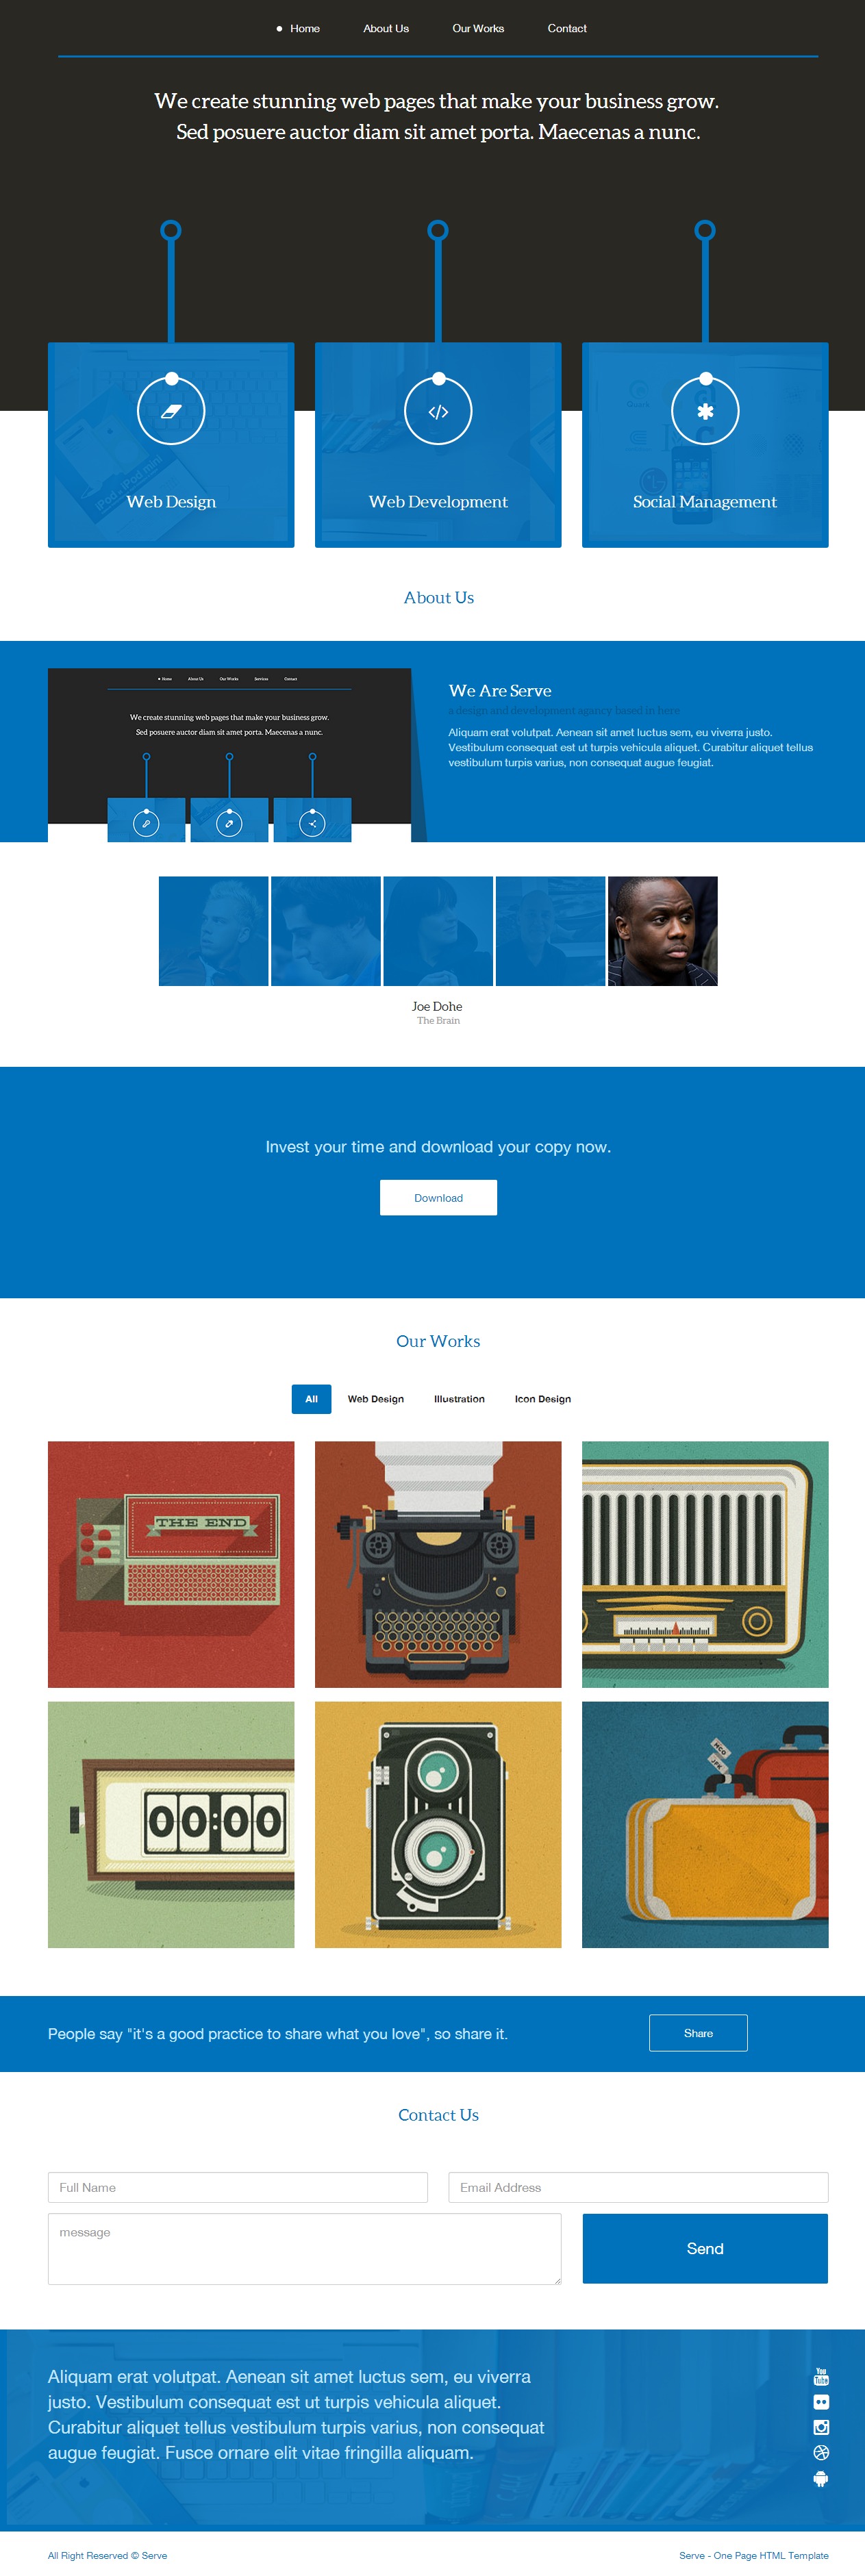 Home
About Us
Our Works
Contact
We create stunning web pages that make your business grow.
Sed posuere auctor diam sit amet porta. Maecenas a nunc.
iPod iPod mini
LG
Web Design
Web Development
Social Management
About Us
Home
About Us
Our Works
Services
Contact
We create stunning web pages that make your business grow.
Sed posuere auctor diam sit amet porta. Maecenas a nunc.
We Are Serve
a design and development agancy based in here
Aliquam erat volutpat. Aenean sit amet luctus sem, eu viverra justo.
Vestibulum consequat est ut turpis vehicula aliquet. Curabitur aliquet tellus
vestibulum turpis varius, non consequat augue feugiat.
Joe Dohe
The Brain
Invest your time and download your copy now.
Download
Our Works
All
Web Design
Illustration
Icon Design
THE END
00:00
MCO
JFK
People say "it's a good practice to share what you love", so share it.
Share
Contact Us
Full Name
Email Address
message
Send
Aliquam erat volutpat. Aenean sit amet luctus sem, eu viverra
justo. Vestibulum consequat est ut turpis vehicula aliquet.
Curabitur aliquet tellus vestibulum turpis varius, non consequat
augue feugiat. Fusce ornare elit vitae fringilla aliquam.
You
Tube
All Right Reserved © Serve
Serve - One Page HTML Template